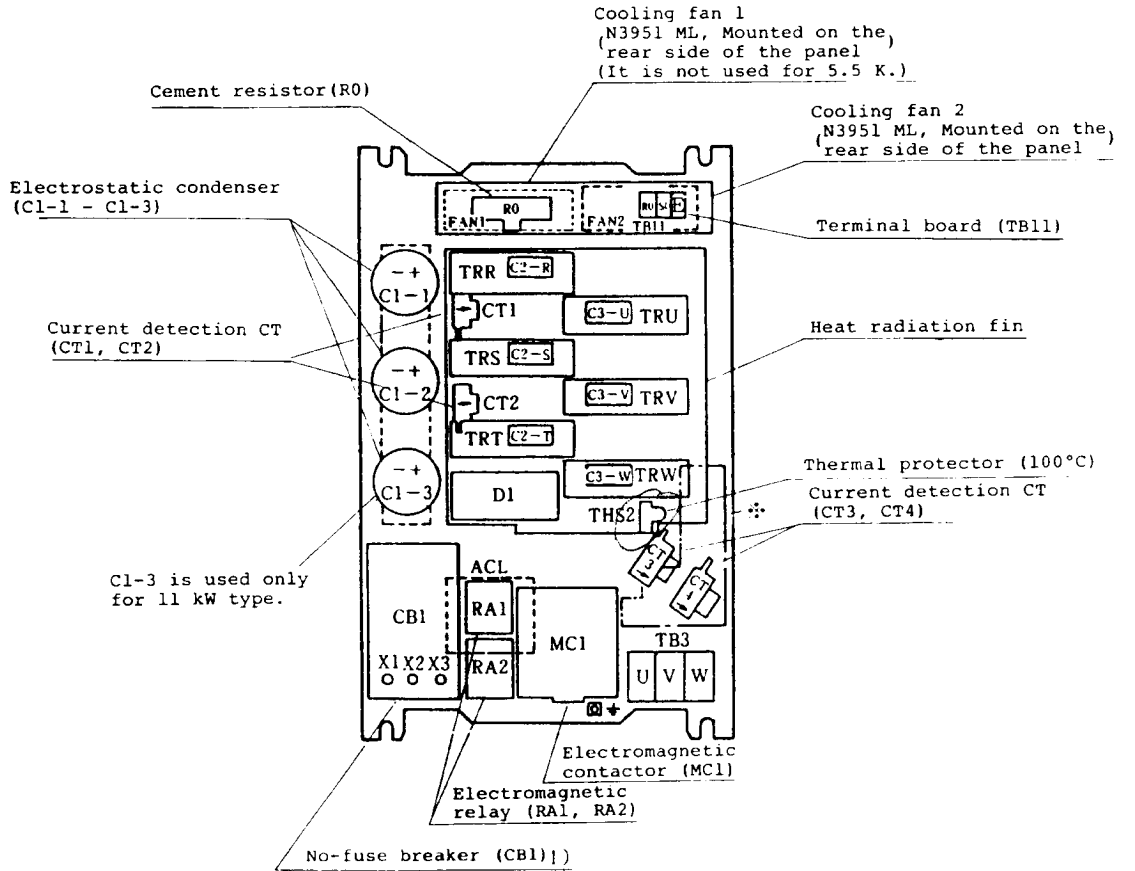 Cooling fan 1
(N3951 ML, Mounted on the
rear side of the panel)
(It is not used for 5.5 K.)
Cement resistor(R0)
Cooling fan 2
(N3951 ML, Mounted on the
rear side of the panel)
Electrostatic condenser
(C1-1 - C1-3)
R0
FAN1
FAN2
TB11
Terminal board (TB11)
- +
C1-1
TRR
C2-R
CT1
C3-U
TRU
Current detection CT
(CT1, CT2)
Heat radiation fin
TRS
C2-S
- +
C1-2
CT2
C3-V
TRV
TRT
C2-T
- +
C1-3
C3-W
TRW
Thermal protector (100°C)
D1
THS2
Current detection CT
(CT3, CT4)
CT
3
CT
C1-3 is used only
for 11 kW type.
ACL
CB1
RA1
MC1
TB3
X1 X2 X3
RA2
U V W
Electromagnetic
contactor (MC1)
Electromagnetic
relay (RA1, RA2)
No-fuse breaker (CB1)